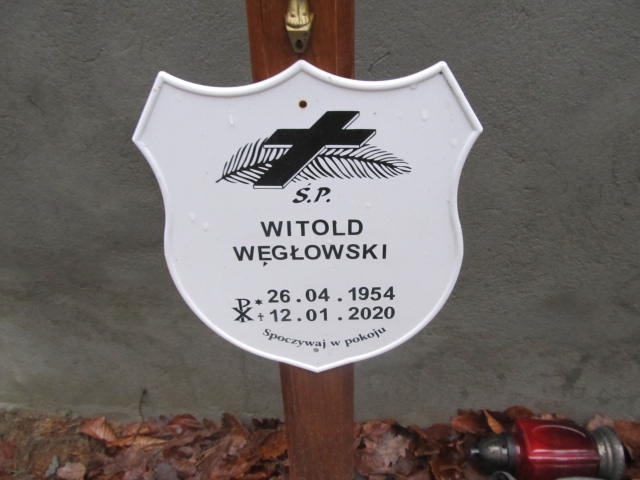 Ś.P.
WITOLD
WĘGŁOWSKI
* 26.04.1954
✝ 12.01.2020
Spoczywaj w pokoju